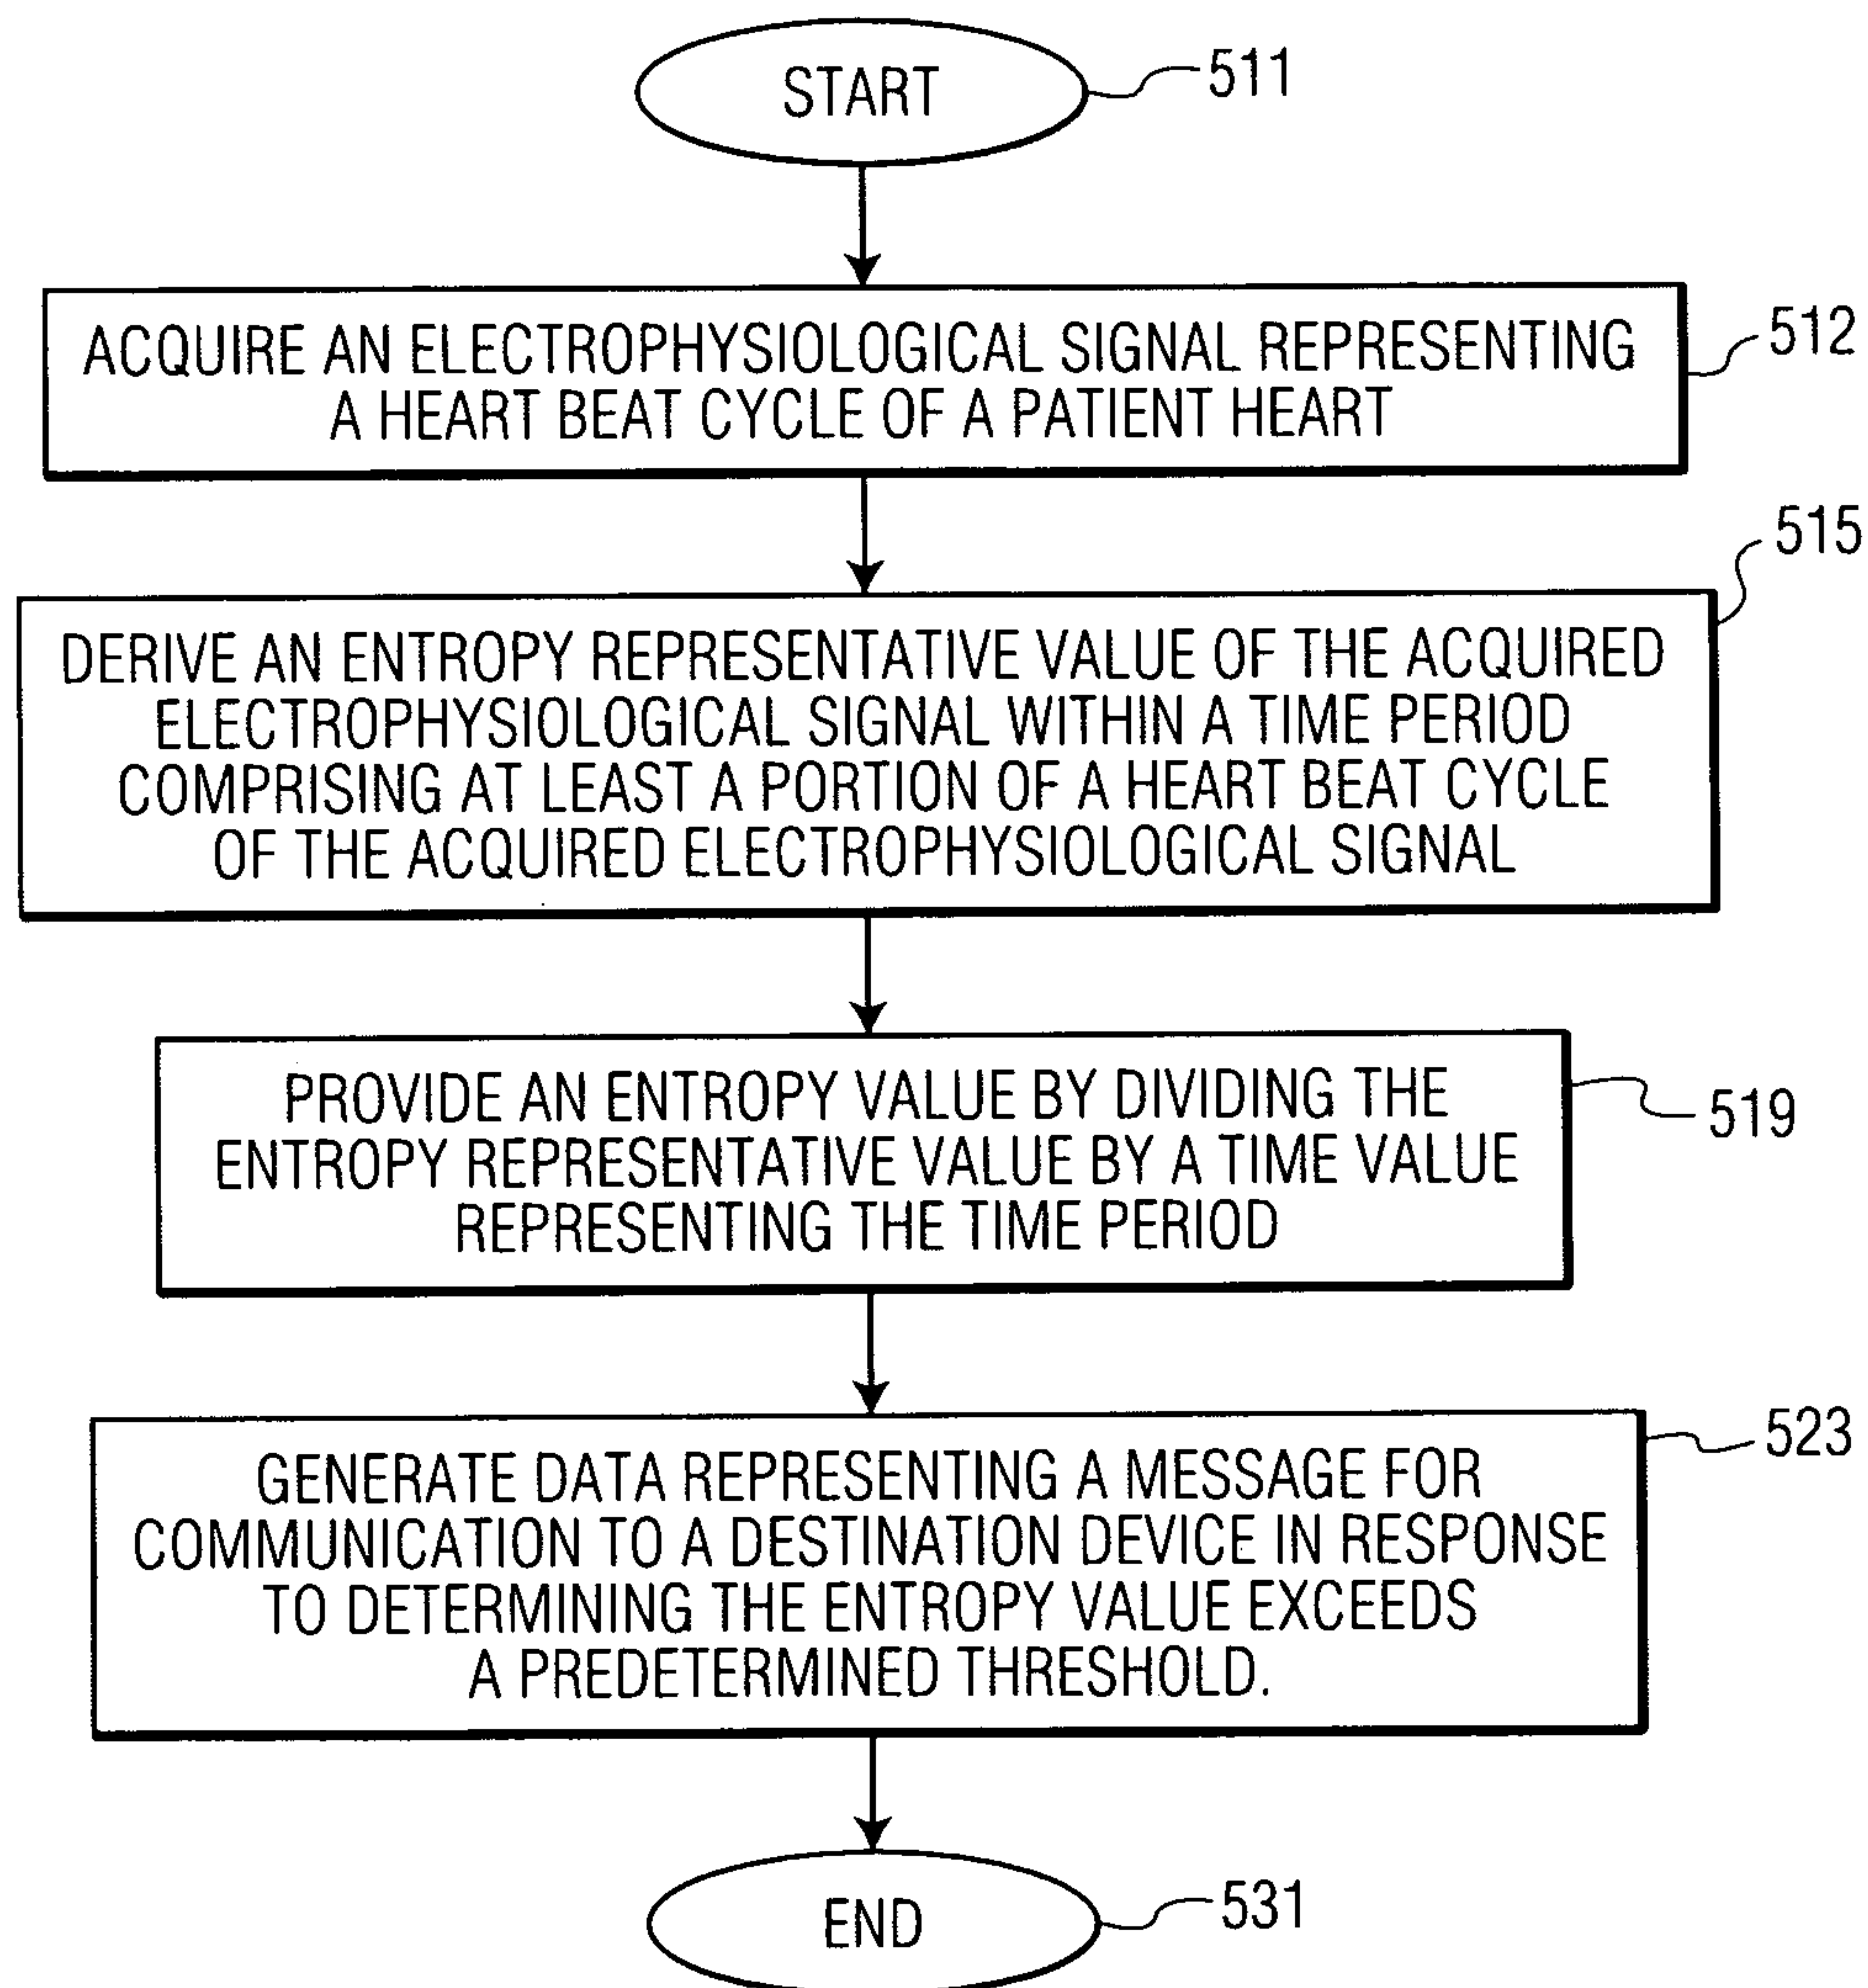 START
511
ACQUIRE AN ELECTROPHYSIOLOGICAL SIGNAL REPRESENTING
A HEART BEAT CYCLE OF A PATIENT HEART
512
515
DERIVE AN ENTROPY REPRESENTATIVE VALUE OF THE ACQUIRED
ELECTROPHYSIOLOGICAL SIGNAL WITHIN A TIME PERIOD
COMPRISING AT LEAST A PORTION OF A HEART BEAT CYCLE
OF THE ACQUIRED ELECTROPHYSIOLOGICAL SIGNAL
PROVIDE AN ENTROPY VALUE BY DIVIDING THE
ENTROPY REPRESENTATIVE VALUE BY A TIME VALUE
REPRESENTING THE TIME PERIOD
519
GENERATE DATA REPRESENTING A MESSAGE FOR
COMMUNICATION TO A DESTINATION DEVICE IN RESPONSE
TO DETERMINING THE ENTROPY VALUE EXCEEDS
A PREDETERMINED THRESHOLD.
523
END
531